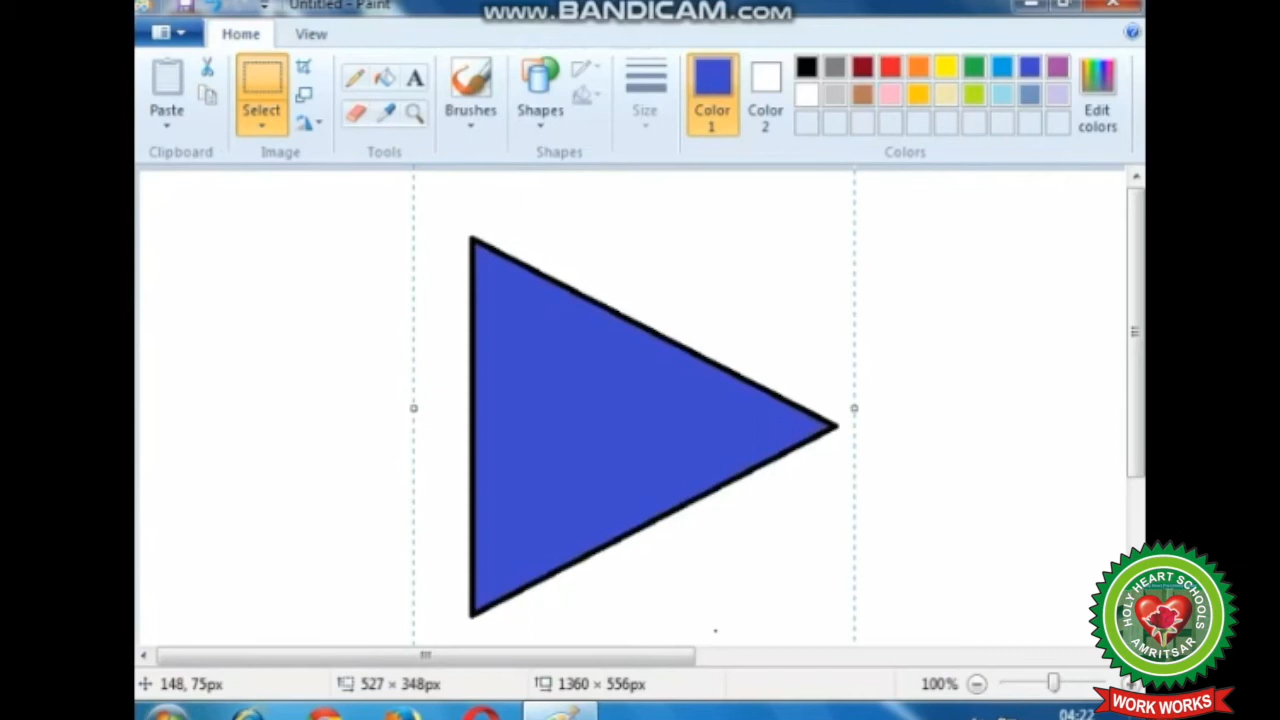 Untitled - Paint
www.BANDICAM.com
Home View
Paste
Select
Brushes
Shapes
Size
Color 1
Color 2
Edit colors
Clipboard
Image
Tools
Shapes
Colors
148, 75px
527 × 348px
1360 × 556px
100%
04:22
HOLY HEART SCHOOLS
AMRITSAR
WORK WORKS